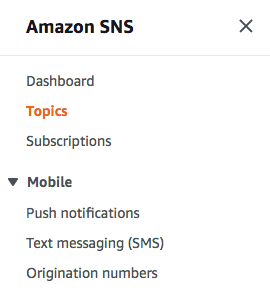 Amazon SNS
Dashboard
Topics
Subscriptions
Mobile
Push notifications
Text messaging (SMS)
Origination numbers